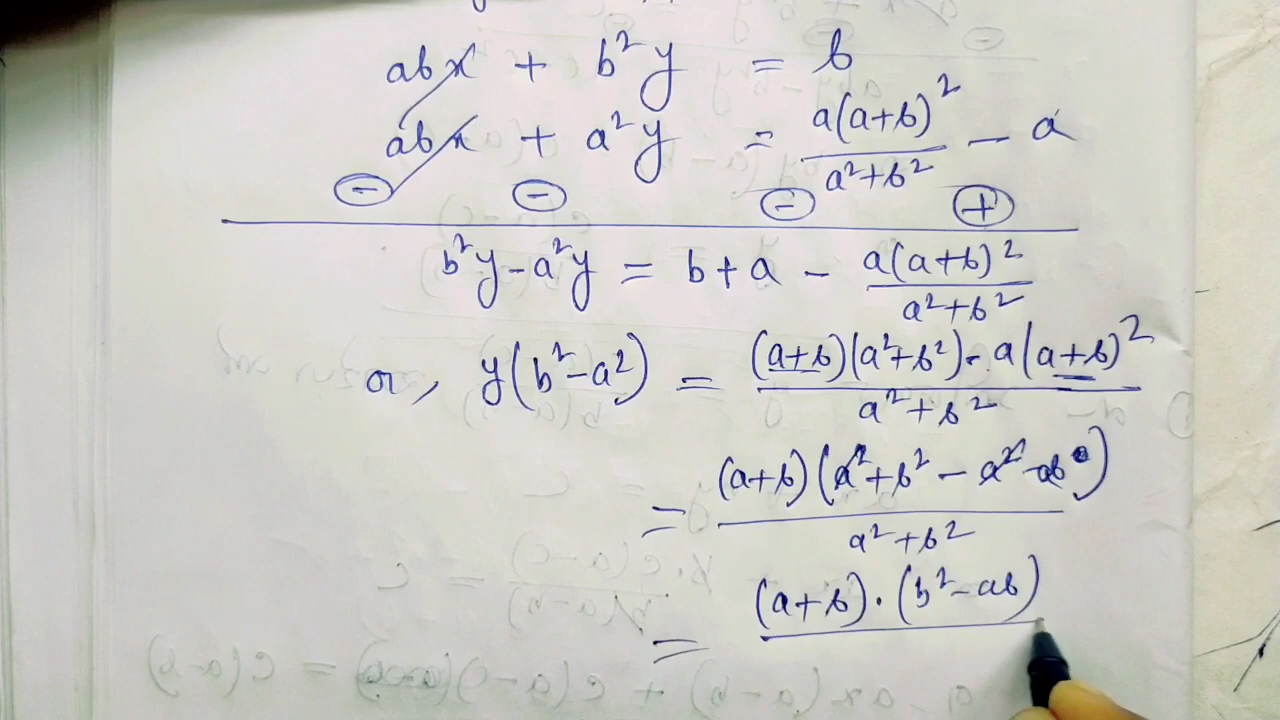 abx + b²y = b
abx + a²y = a(a+b)²/a²+b² - a
⊖ ⊖ ⊖ ⊕
b²y - a²y = b + a - a(a+b)²/a²+b²
or, y(b²-a²) = (a+b)(a²+b²) - a(a+b)²/a²+b²
= (a+b)(a²+b² - a² - ab)/a²+b²
= (a+b)·(b²-ab)